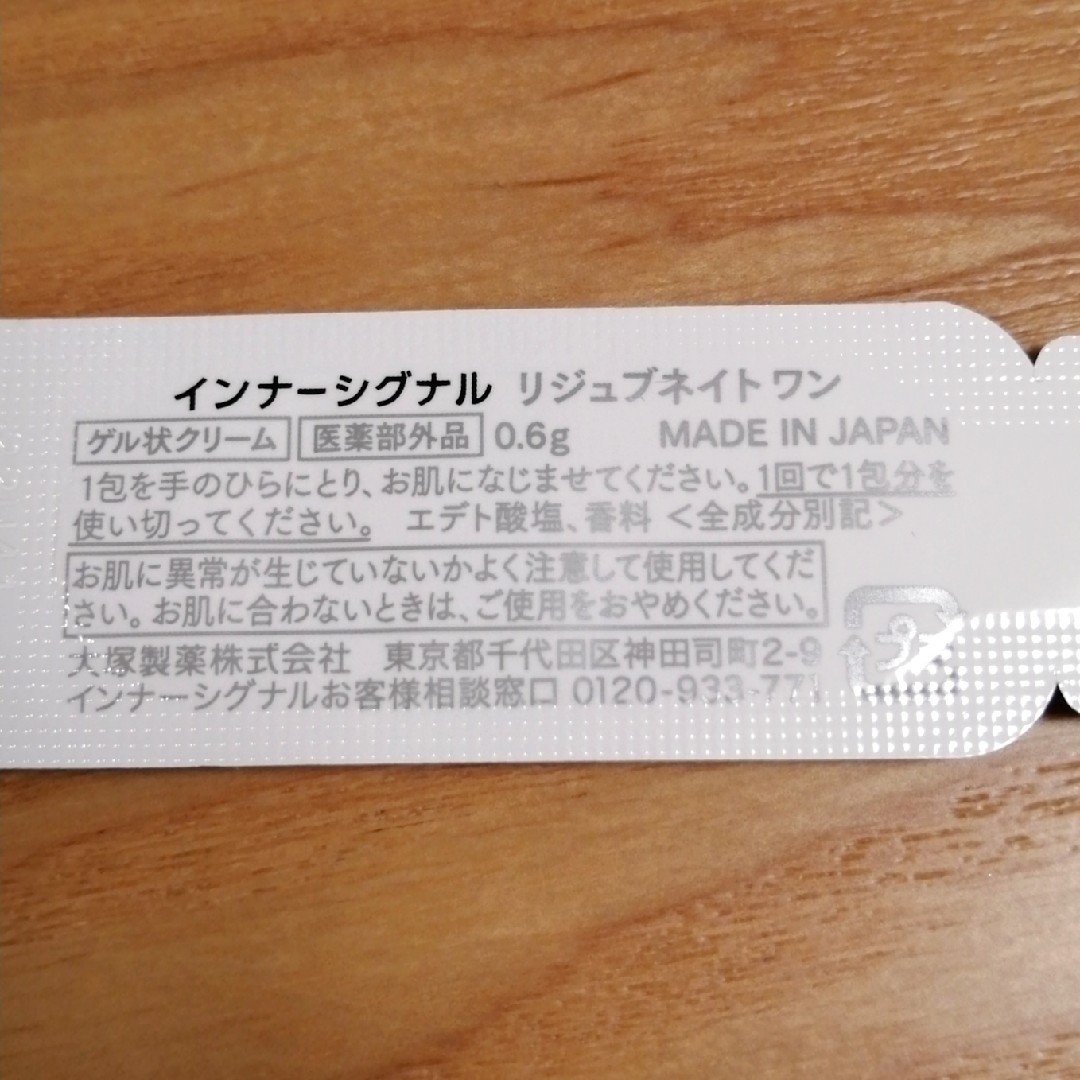 インナーシグナル リジュブネイトワン
ゲル状クリーム 医薬部外品 0.6g MADE IN JAPAN
1包を手のひらにとり、お肌になじませてください。1回で1包分を
使い切ってください。 エデト酸塩、香料 <全成分別記>
お肌に異常が生じていないかよく注意して使用してくだ
さい。お肌に合わないときは、ご使用をおやめください。
大塚製薬株式会社 東京都千代田区神田司町2-9
インナーシグナルお客様相談窓口 0120-933-771
プラ